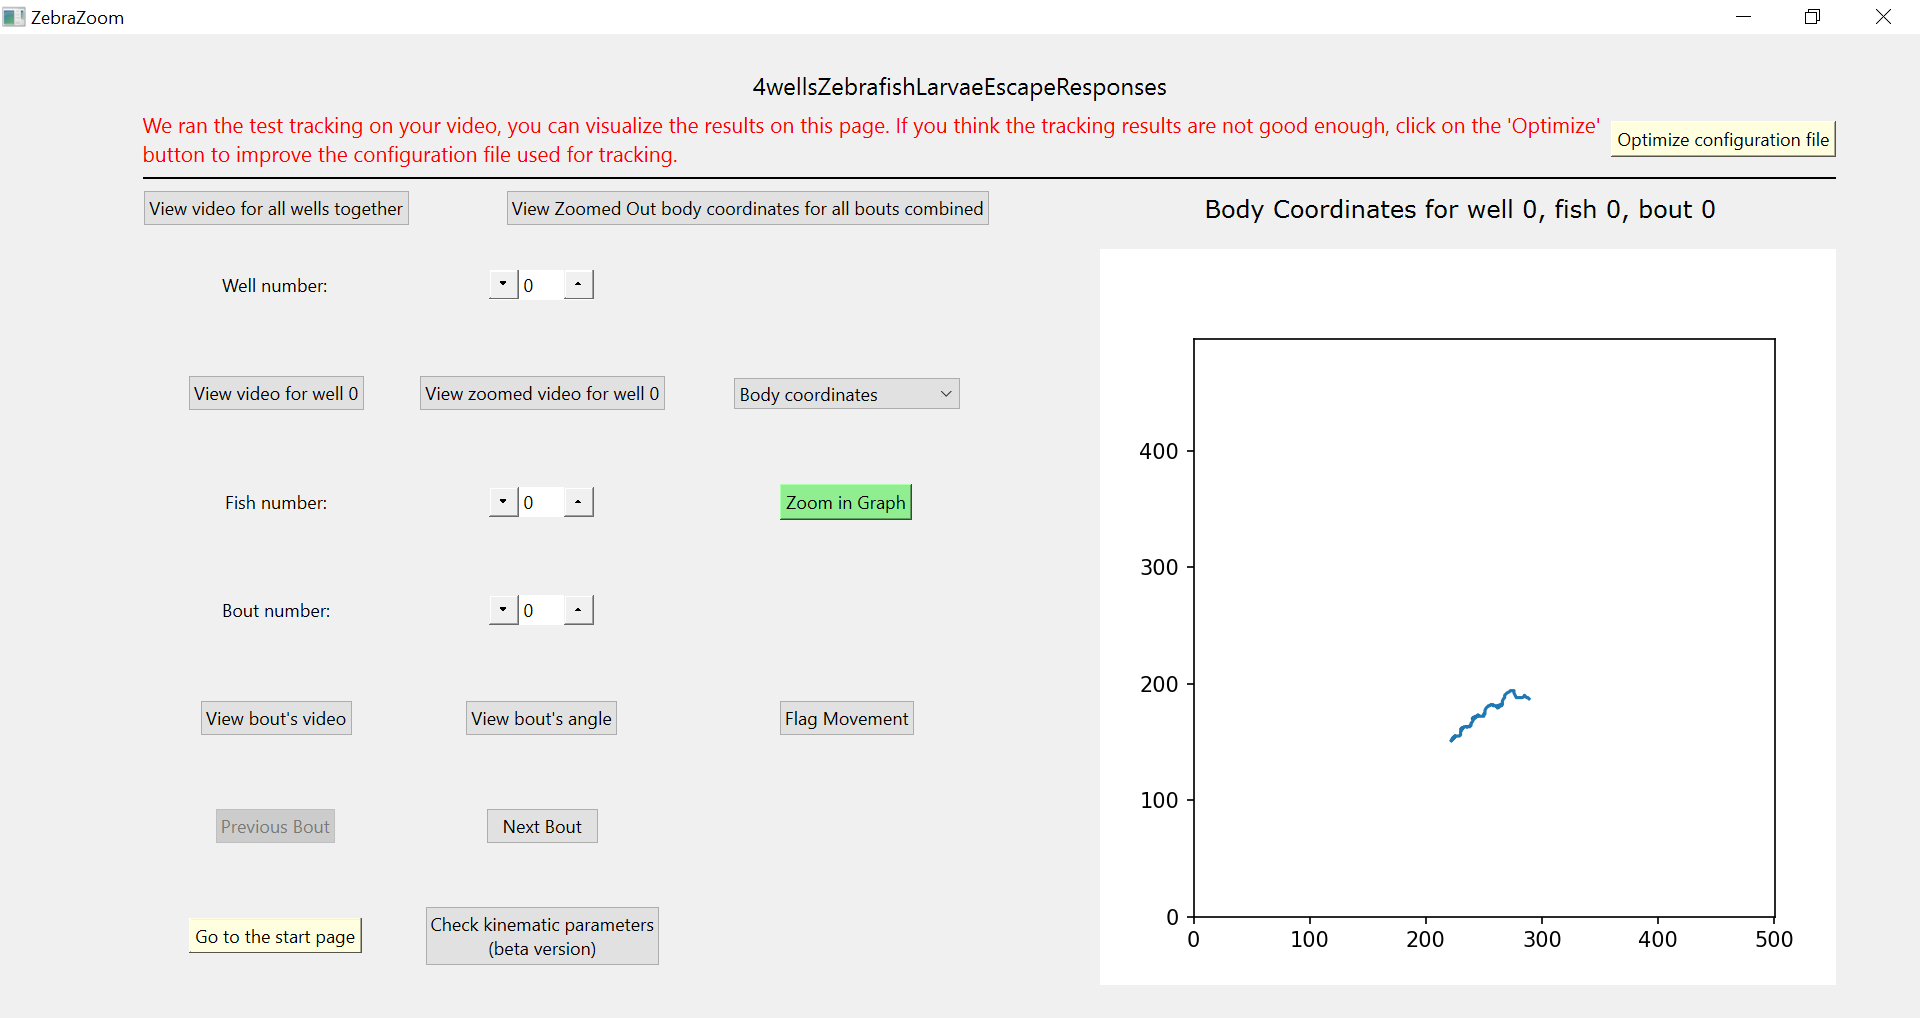 ZebraZoom
4wellsZebrafishLarvaeEscapeResponses
We ran the test tracking on your video, you can visualize the results on this page. If you think the tracking results are not good enough, click on the 'Optimize'
button to improve the configuration file used for tracking.
Optimize configuration file
View video for all wells together
View Zoomed Out body coordinates for all bouts combined
Well number:
0
View video for well 0
View zoomed video for well 0
Body coordinates
Fish number:
0
Zoom in Graph
Bout number:
0
View bout's video
View bout's angle
Flag Movement
Previous Bout
Next Bout
Go to the start page
Check kinematic parameters
(beta version)
Body Coordinates for well 0, fish 0, bout 0
400
300
200
100
0
0 100 200 300 400 500